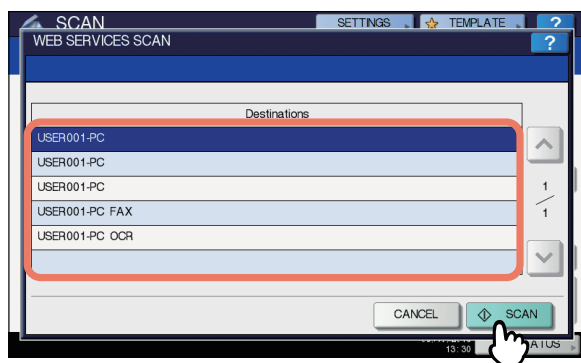 SCAN
SETTINGS
TEMPLATE
?
WEB SERVICES SCAN
?
Destinations
USER001-PC
USER001-PC
USER001-PC
USER001-PC FAX
USER001-PC OCR
1
1
CANCEL
SCAN
13:30